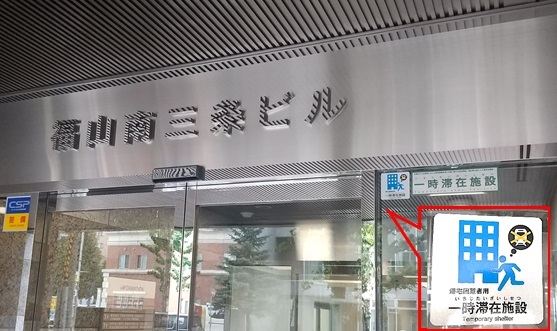 福山南三条ビル
CSP
警備
一時滞在施設
帰宅困難者用
いちじたいざいしせつ
一時滞在施設
Temporary shelter